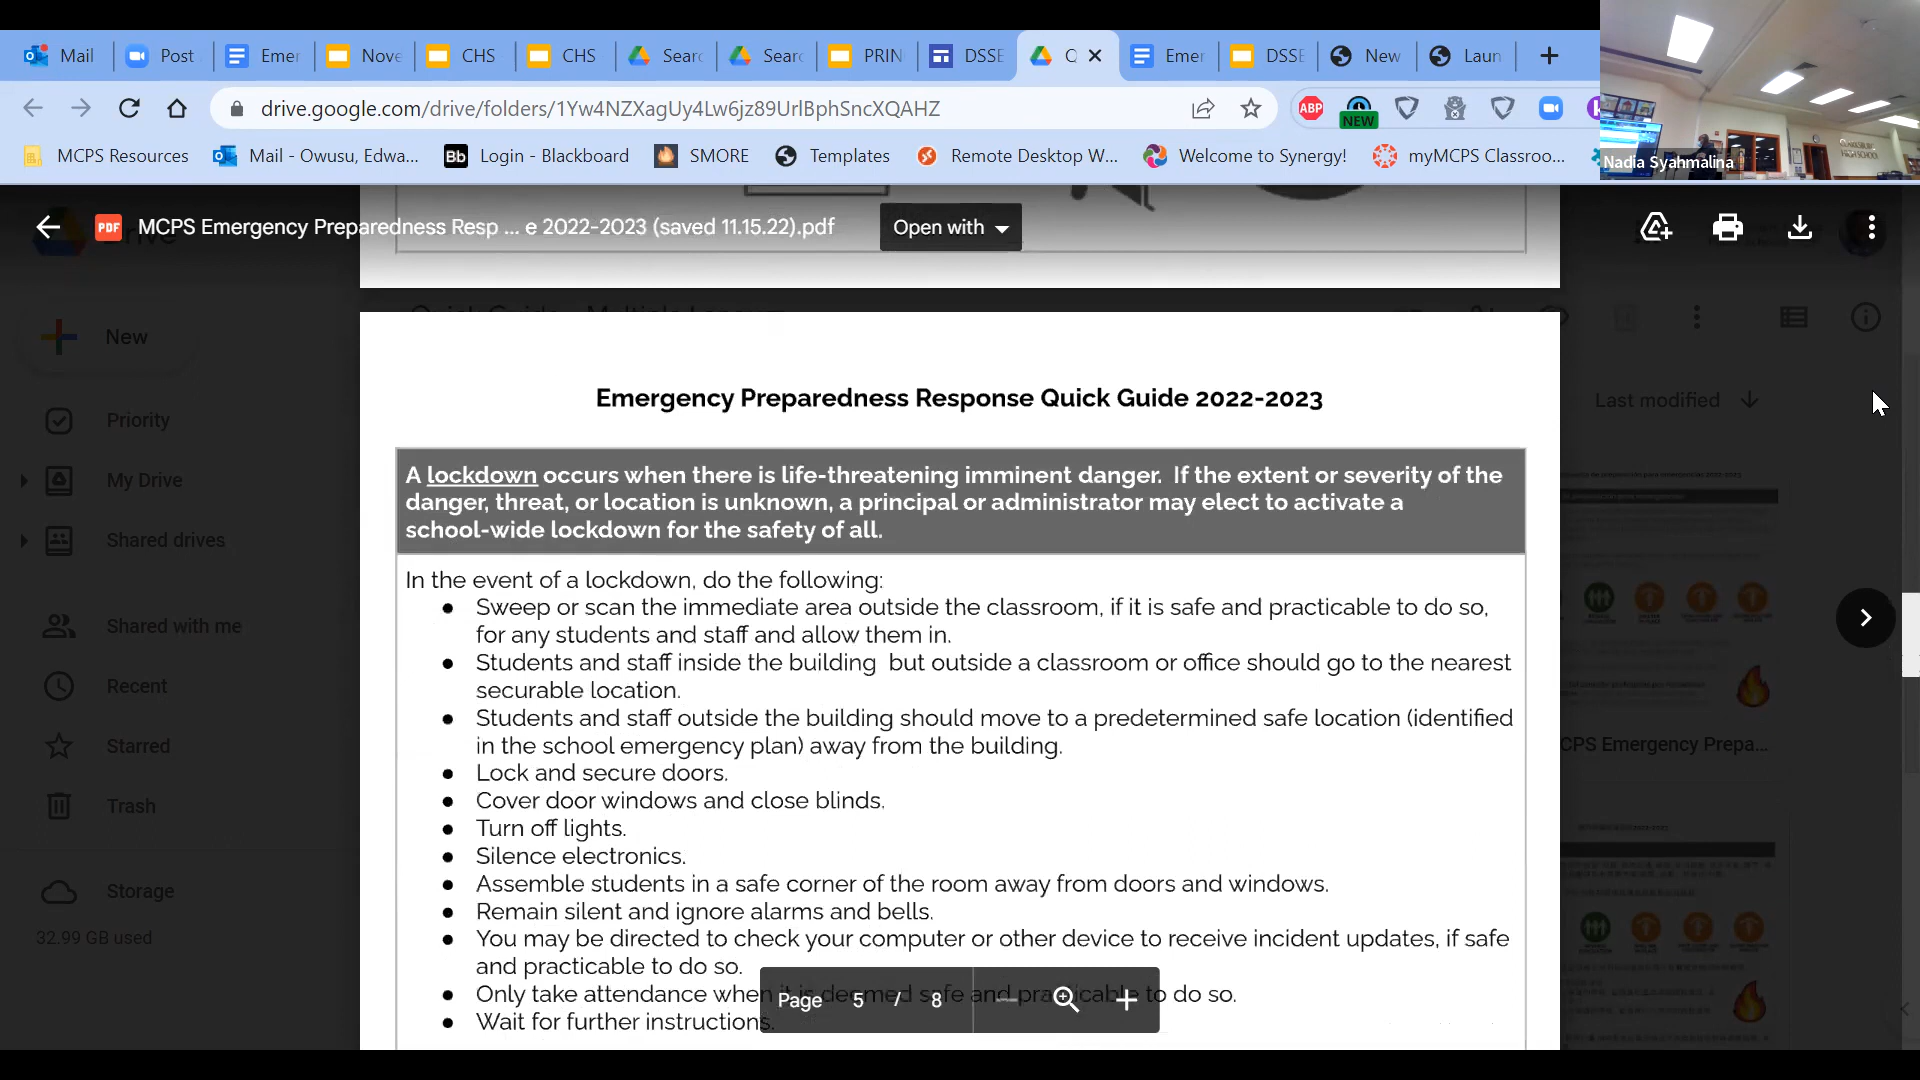 Mail
Post
Emer
Nove
CHS
CHS
Searc
Searc
PRIN
DSSE
Q
Emer
DSSE
New
Laun
drive.google.com/drive/folders/1Yw4NZXagUy4Lw6jz89UrlBphSncXQAHZ
ABP
NEW
MCPS Resources
Mail - Owusu, Edwa...
Bb Login - Blackboard
SMORE
Templates
Remote Desktop W...
Welcome to Synergy!
myMCPS Classroo...
Nadia Syahmalina
PDF MCPS Emergency Preparedness Resp ... e 2022-2023 (saved 11.15.22).pdf
Open with
New
Priority
My Drive
Shared drives
Shared with me
Recent
Starred
Trash
Storage
32.99 GB used
Last modified
Emergency Preparedness Response Quick Guide 2022-2023
A lockdown occurs when there is life-threatening imminent danger. If the extent or severity of the
danger, threat, or location is unknown, a principal or administrator may elect to activate a
school-wide lockdown for the safety of all.
In the event of a lockdown, do the following:
● Sweep or scan the immediate area outside the classroom, if it is safe and practicable to do so,
for any students and staff and allow them in.
● Students and staff inside the building but outside a classroom or office should go to the nearest
securable location.
● Students and staff outside the building should move to a predetermined safe location (identified
in the school emergency plan) away from the building.
● Lock and secure doors.
● Cover door windows and close blinds.
● Turn off lights.
● Silence electronics.
● Assemble students in a safe corner of the room away from doors and windows.
● Remain silent and ignore alarms and bells.
● You may be directed to check your computer or other device to receive incident updates, if safe
and practicable to do so.
● Only take attendance when it is deemed safe and practicable to do so.
● Wait for further instructions.
Page 5 / 8
CPS Emergency Prepa...